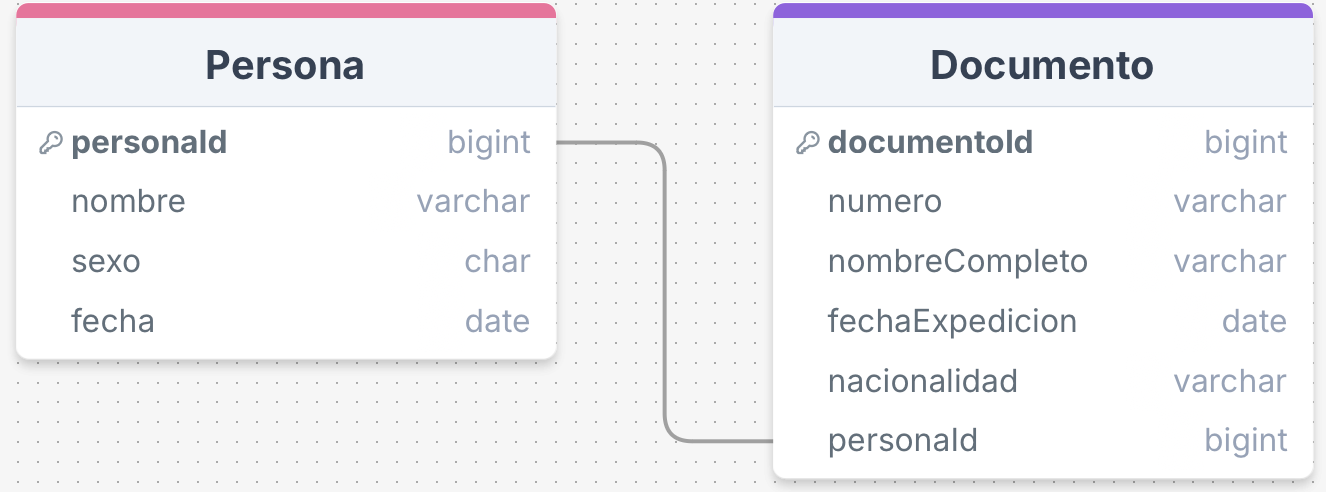 Persona
personaId bigint
nombre varchar
sexo char
fecha date
Documento
documentoId bigint
numero varchar
nombreCompleto varchar
fechaExpedicion date
nacionalidad varchar
personaId bigint